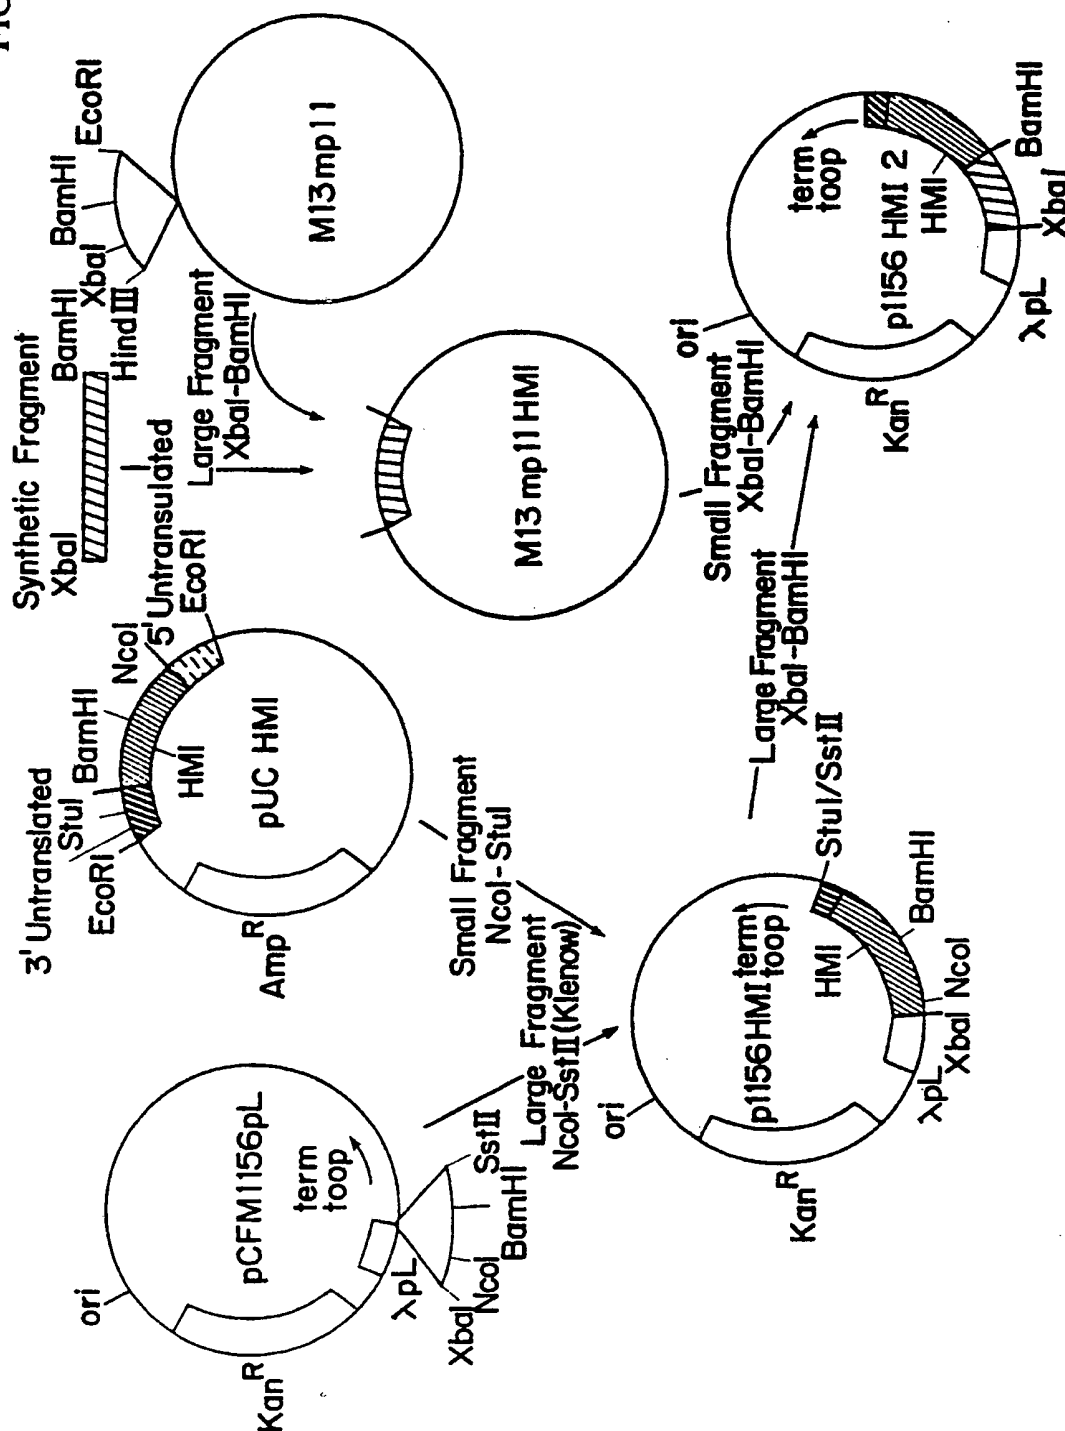 3' Untranslated
StuI
BamHI
NcoI
5' Untransulated
EcoRI
EcoRI
HMI
pUC HMI
Amp R
Synthetic Fragment
XbaI
BamHI
XbaI
BamHI
EcoRI
HindIII
M13mp11
Large Fragment
XbaI-BamHI
ori
pCFM1156pL
term
toop
Kan R
λpL
XbaI
NcoI
BamHI
SstII
Small Fragment
NcoI-StuI
Large Fragment
NcoI-SstII (Klenow)
M13 mp11 HMI
Small Fragment
XbaI-BamHI
Large Fragment
XbaI-BamHI
ori
p1156HMI
term
toop
HMI
StuI/SstII
BamHI
NcoI
XbaI
λpL
Kan R
ori
term
toop
p1156 HMI 2
HMI
BamHI
XbaI
λpL
Kan R